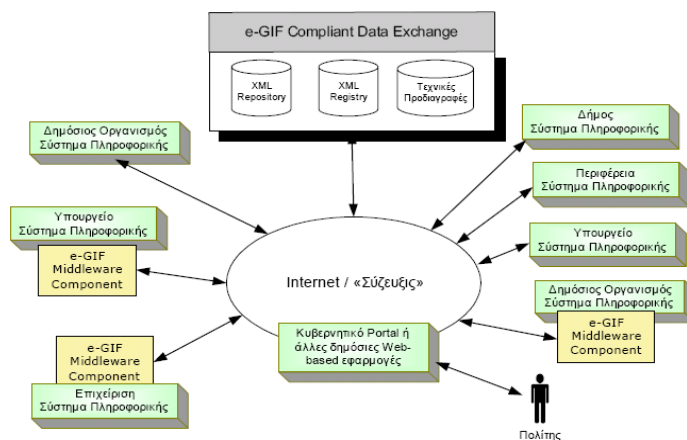 e-GIF Compliant Data Exchange
XML
Repository
XML
Registry
Τεχνικές
Προδιαγραφές
Δημόσιος Οργανισμός
Σύστημα Πληροφορικής
Δήμος
Σύστημα Πληροφορικής
Περιφέρεια
Σύστημα Πληροφορικής
Υπουργείο
Σύστημα Πληροφορικής
e-GIF
Middleware
Component
Υπουργείο
Σύστημα Πληροφορικής
Internet / «Σύζευξις»
Δημόσιος Οργανισμός
Σύστημα Πληροφορικής
e-GIF
Middleware
Component
Κυβερνητικό Portal ή
άλλες δημόσιες Web-
based εφαρμογές
e-GIF
Middleware
Component
Επιχείριση
Σύστημα Πληροφορικής
Πολίτης